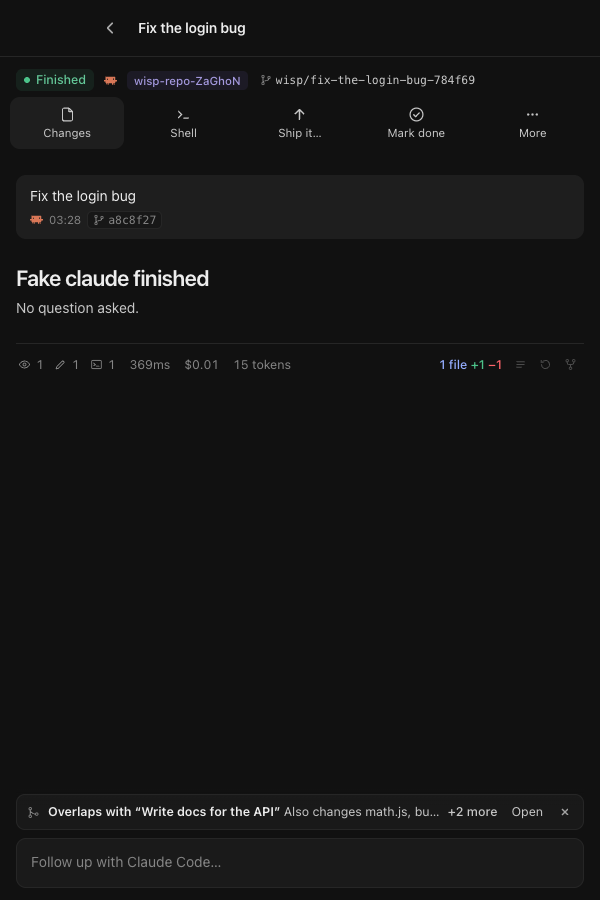 Fix the login bug
Finished wisp-repo-ZaGhoN wisp/fix-the-login-bug-784f69
Changes Shell Ship it... Mark done More
Fix the login bug
03:28 a8c8f27
Fake claude finished
No question asked.
1 1 1 369ms $0.01 15 tokens 1 file +1 −1
Overlaps with “Write docs for the API” Also changes math.js, bu... +2 more Open ×
Follow up with Claude Code...